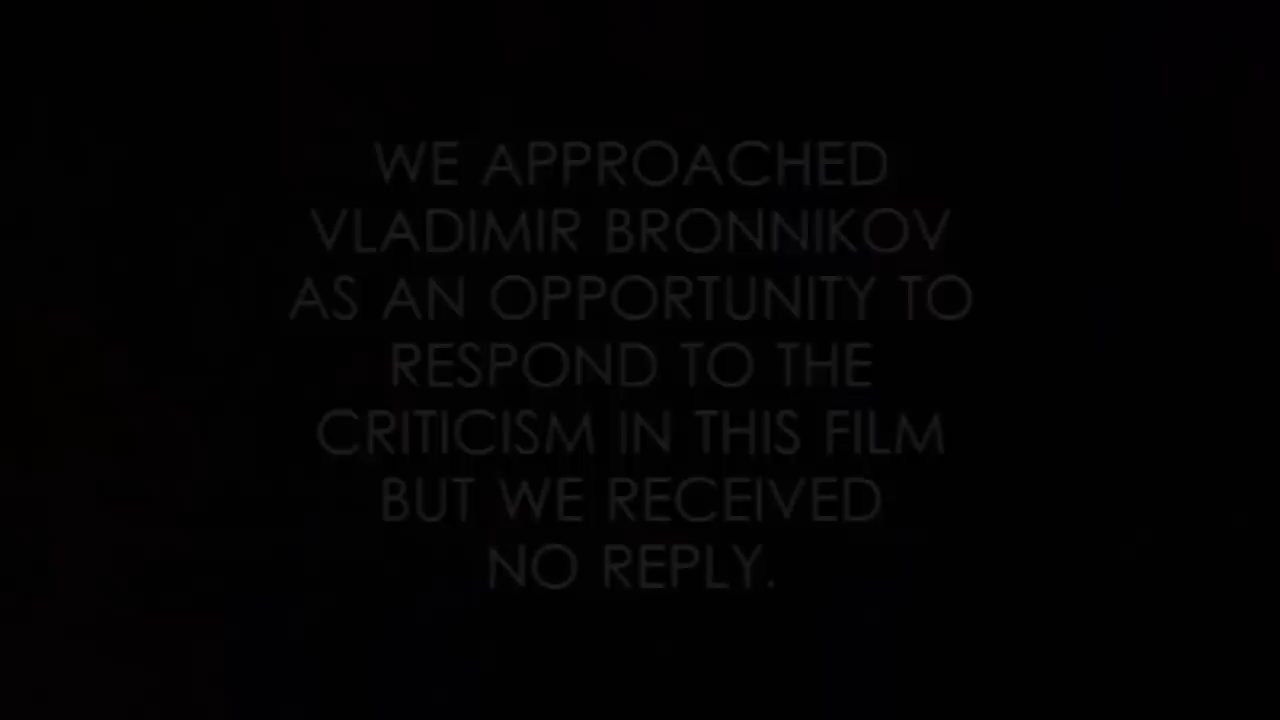 WE APPROACHED
VLADIMIR BRONNIKOV
AS AN OPPORTUNITY TO
RESPOND TO THE
CRITICISM IN THIS FILM
BUT WE RECEIVED
NO REPLY.